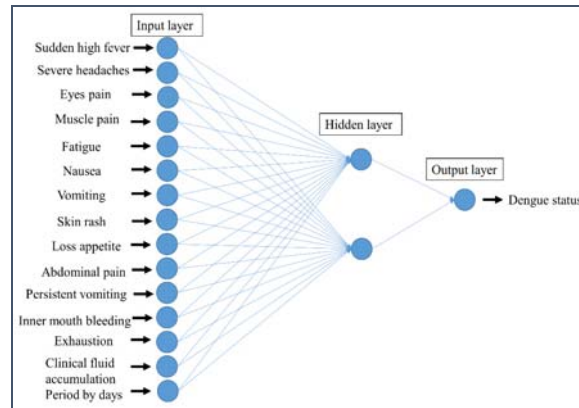 Input layer
Sudden high fever
Severe headaches
Eyes pain
Muscle pain
Fatigue
Nausea
Vomiting
Skin rash
Loss appetite
Abdominal pain
Persistent vomiting
Inner mouth bleeding
Exhaustion
Clinical fluid
accumulation
Period by days
Hidden layer
Output layer
Dengue status